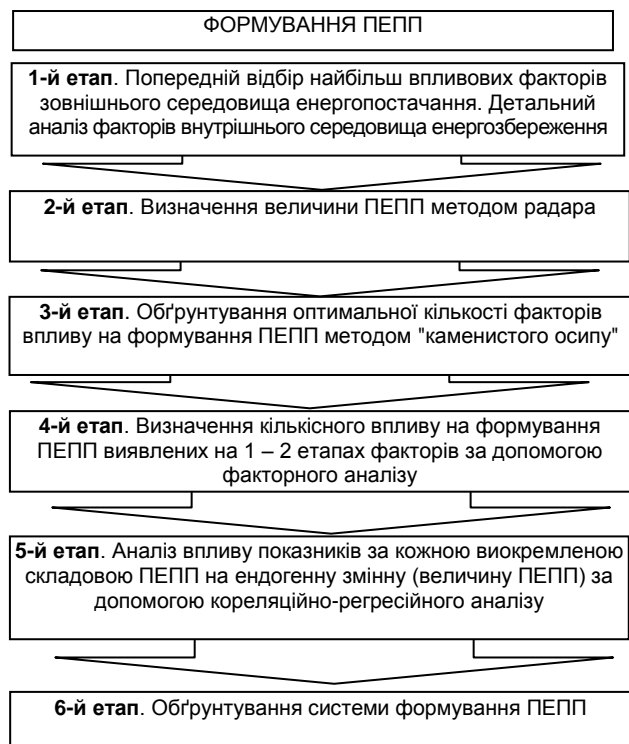 ФОРМУВАННЯ ПЕПП
1-й етап. Попередній відбір найбільш впливових факторів
зовнішнього середовища енергопостачання. Детальний
аналіз факторів внутрішнього середовища енергозбереження
2-й етап. Визначення величини ПЕПП методом радара
3-й етап. Обґрунтування оптимальної кількості факторів
впливу на формування ПЕПП методом "каменистого осипу"
4-й етап. Визначення кількісного впливу на формування
ПЕПП виявлених на 1 – 2 етапах факторів за допомогою
факторного аналізу
5-й етап. Аналіз впливу показників за кожною виокремленою
складовою ПЕПП на ендогенну змінну (величину ПЕПП) за
допомогою кореляційно-регресійного аналізу
6-й етап. Обґрунтування системи формування ПЕПП